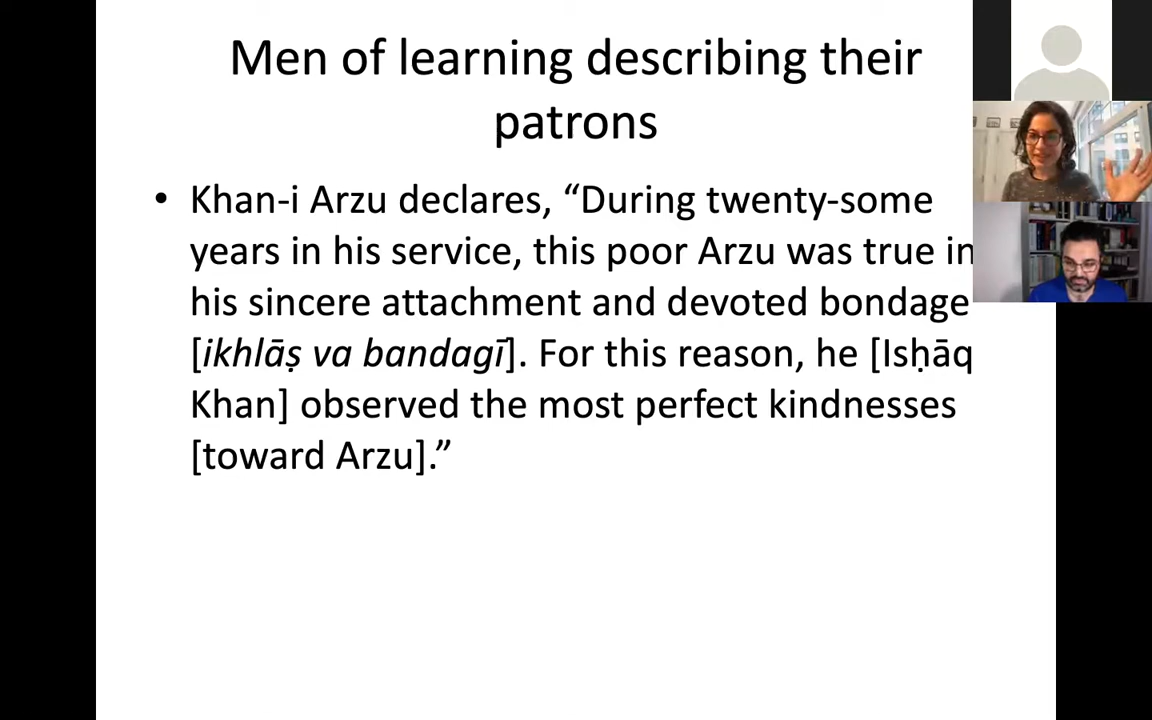 Men of learning describing their
patrons
• Khan-i Arzu declares, “During twenty-some
years in his service, this poor Arzu was true in
his sincere attachment and devoted bondage
[ikhlāṣ va bandagī]. For this reason, he [Isḥāq
Khan] observed the most perfect kindnesses
[toward Arzu].”